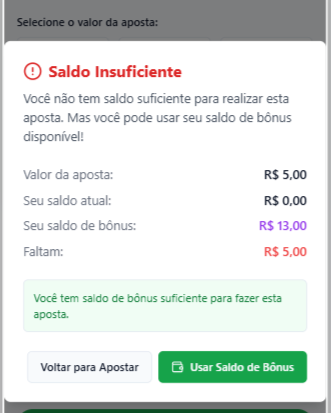 Selecione o valor da aposta:
Saldo Insuficiente
Você não tem saldo suficiente para realizar esta
aposta. Mas você pode usar seu saldo de bônus
disponível!
Valor da aposta: R$ 5,00
Seu saldo atual: R$ 0,00
Seu saldo de bônus: R$ 13,00
Faltam: R$ 5,00
Você tem saldo de bônus suficiente para fazer esta
aposta.
Voltar para Apostar Usar Saldo de Bônus